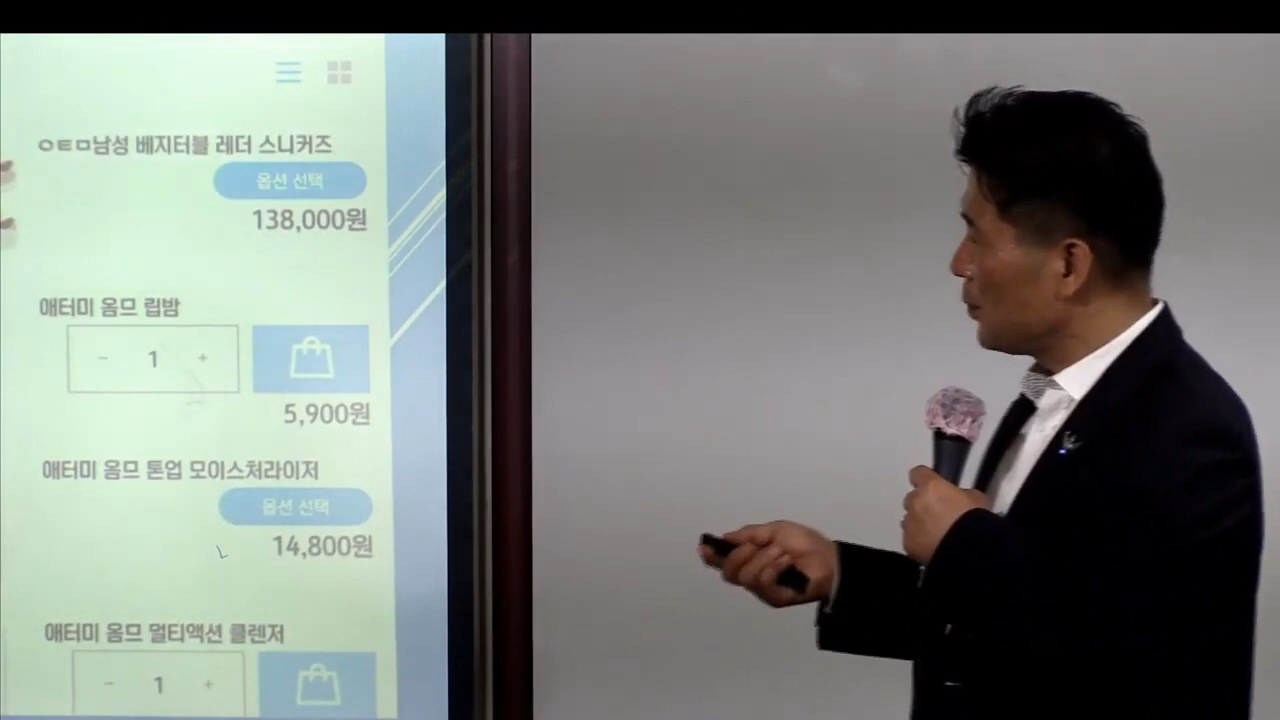 ㅇㅌㅁ남성 베지터블 레더 스니커즈
옵션 선택
138,000원
애터미 옴므 립밤
− 1 +
5,900원
애터미 옴므 톤업 모이스처라이저
옵션 선택
14,800원
애터미 옴므 멀티액션 클렌저
− 1 +